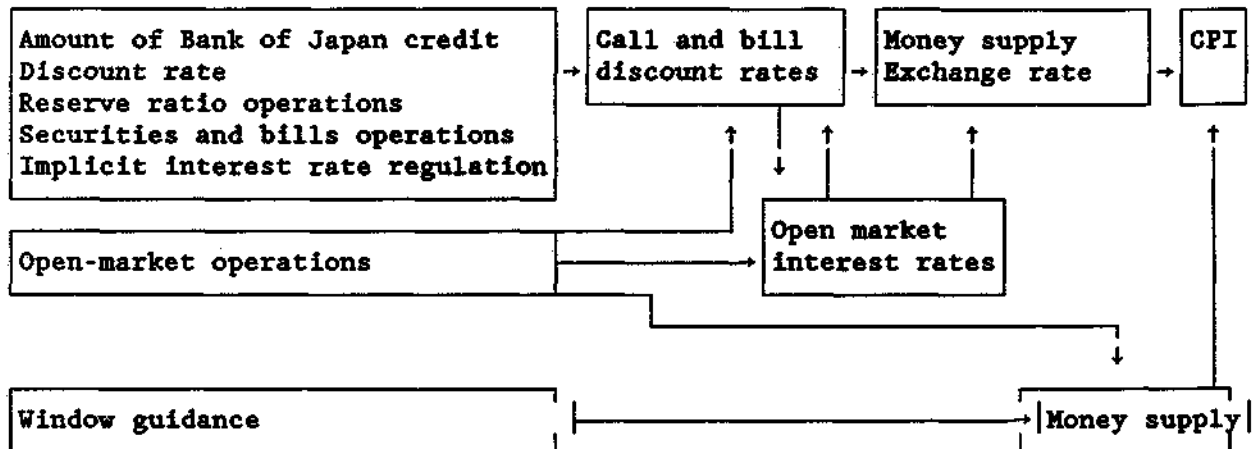 Amount of Bank of Japan credit
Discount rate
Reserve ratio operations
Securities and bills operations
Implicit interest rate regulation
Call and bill
discount rates
Money supply
Exchange rate
CPI
Open-market operations
Open market
interest rates
Window guidance
Money supply